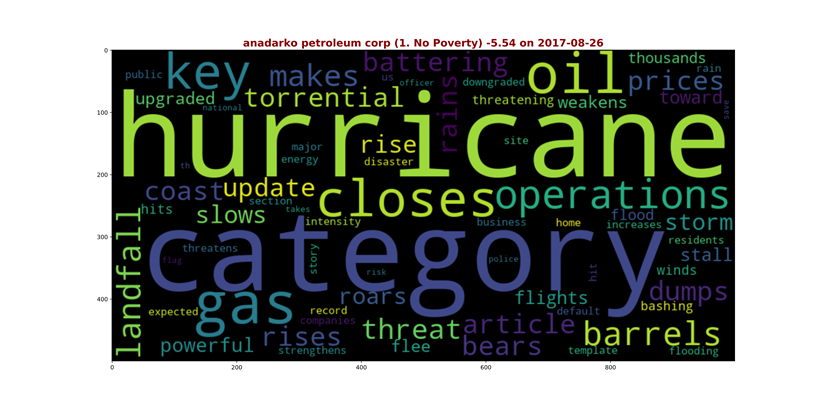 anadarko petroleum corp (1. No Poverty) -5.54 on 2017-08-26
public key makes battering us officer downgraded oil thousands rain prices
upgraded national torrential rains threatening weakens toward save
hurricane
major energy rise disaster site th
coast update closes operations
hits slows section takes intensity business home flood increases storm
landfall category
threatens flag story risk police hit residents stall winds
gas roars flights dumps bashing
expected record companies default
powerful rises strengthens threat flee article bears template barrels flooding
0
100
200
300
400
0 200 400 600 800